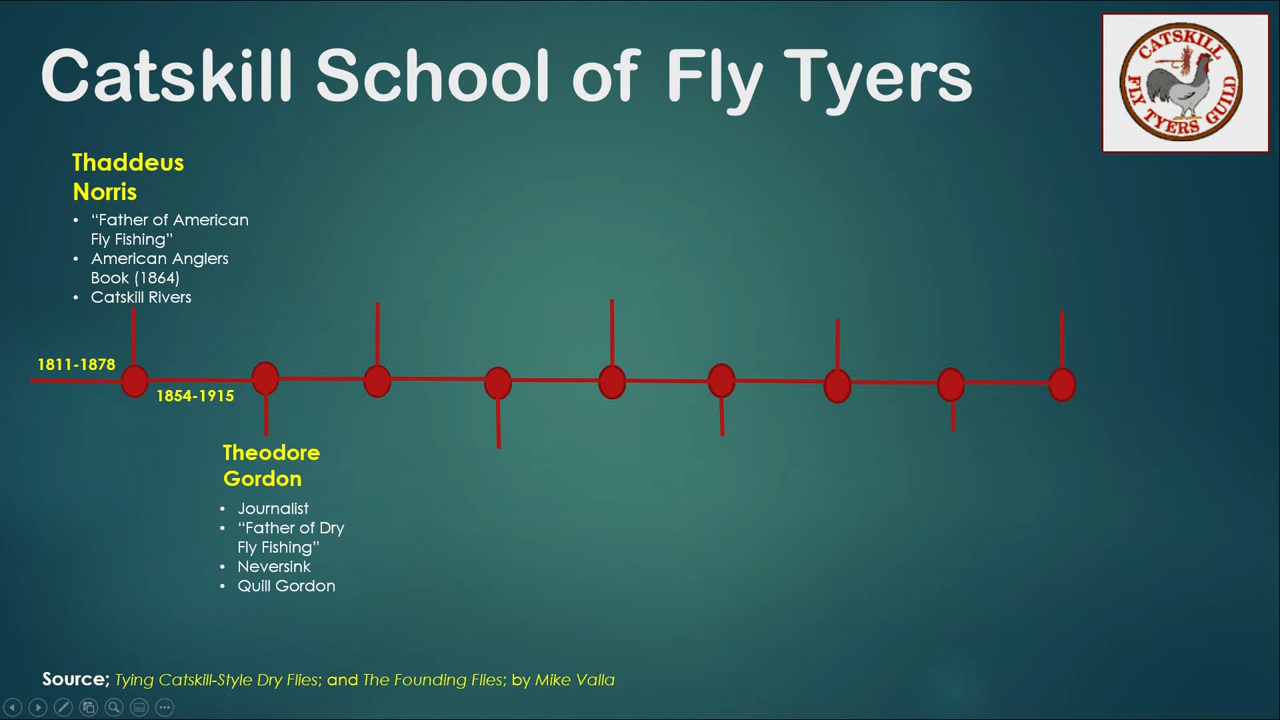 Catskill School of Fly Tyers
CATSKILL
FLY TYERS GUILD
Thaddeus
Norris
• “Father of American
Fly Fishing”
• American Anglers
Book (1864)
• Catskill Rivers
1811-1878
1854-1915
Theodore
Gordon
• Journalist
• “Father of Dry
Fly Fishing”
• Neversink
• Quill Gordon
Source; Tying Catskill-Style Dry Flies; and The Founding Flies; by Mike Valla